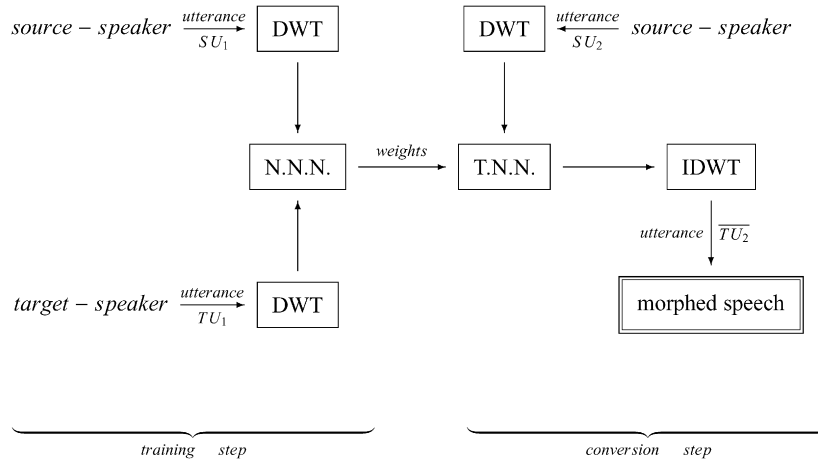 source − speaker utterance SU₁ DWT
DWT utterance SU₂ source − speaker
N.N.N. weights T.N.N. IDWT
utterance T̅U̅₂
target − speaker utterance TU₁ DWT
morphed speech
training step
conversion step